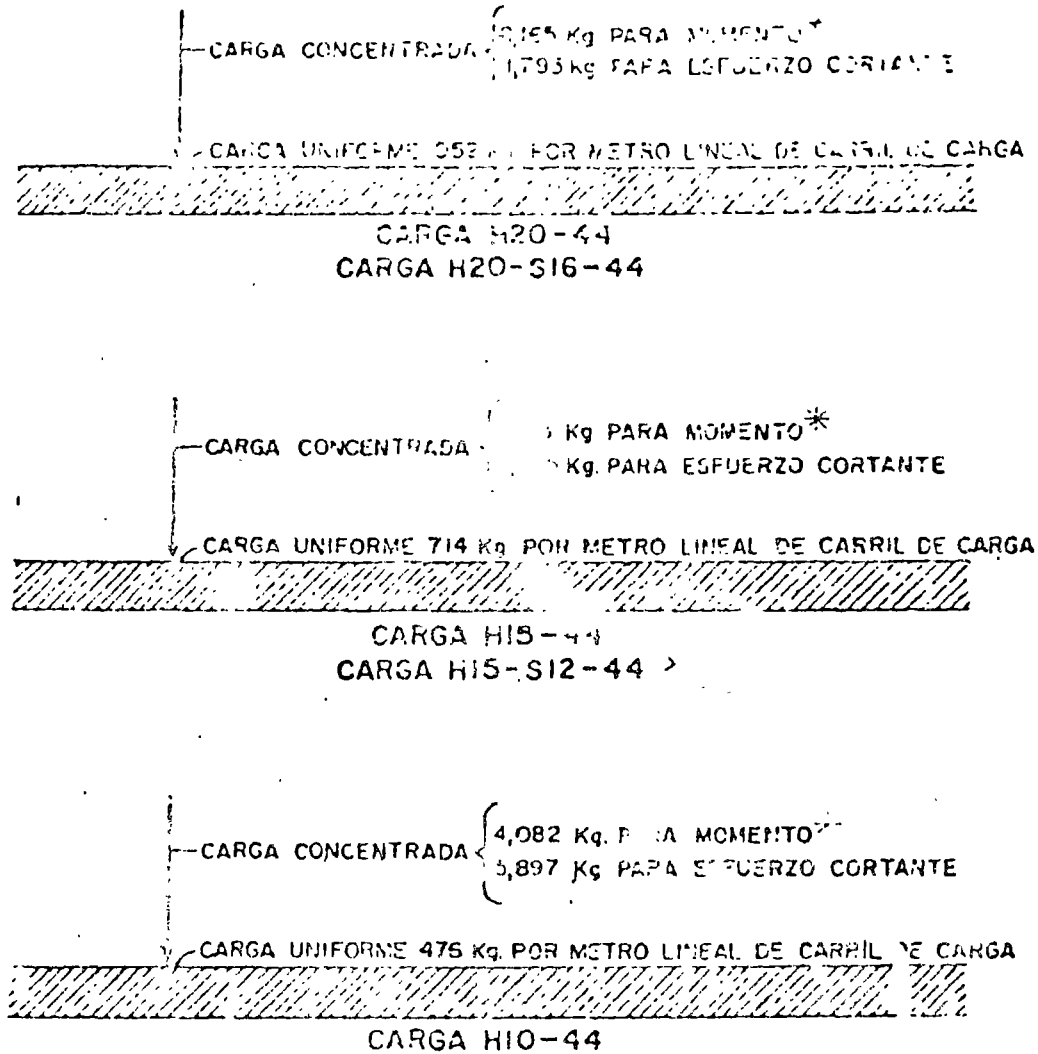 CARGA CONCENTRADA
Kg PARA MOMENTO
Kg PARA ESFUERZO CORTANTE
CARGA UNIFORME POR METRO LINEAL DE CARRIL DE CARGA
CARGA H20-44
CARGA H20-S16-44
CARGA CONCENTRADA
Kg PARA MOMENTO*
Kg. PARA ESFUERZO CORTANTE
CARGA UNIFORME 714 Kg POR METRO LINEAL DE CARRIL DE CARGA
CARGA H15-44
CARGA H15-S12-44
CARGA CONCENTRADA
4,082 Kg. MOMENTO
5,897 Kg PARA ESFUERZO CORTANTE
CARGA UNIFORME 476 Kg. POR METRO LINEAL DE CARRIL DE CARGA
CARGA H10-44